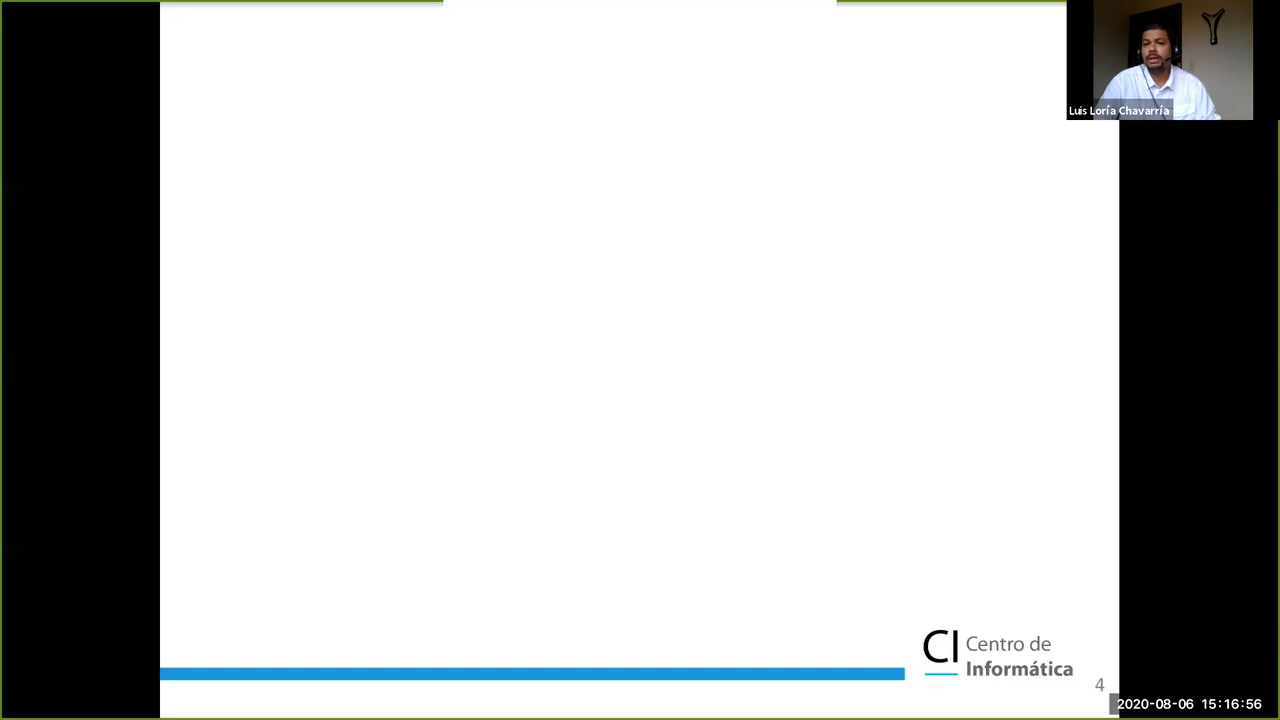 Luis Loría Chavarría
CI Centro de
Informática
4
2020-08-06 15:16:56